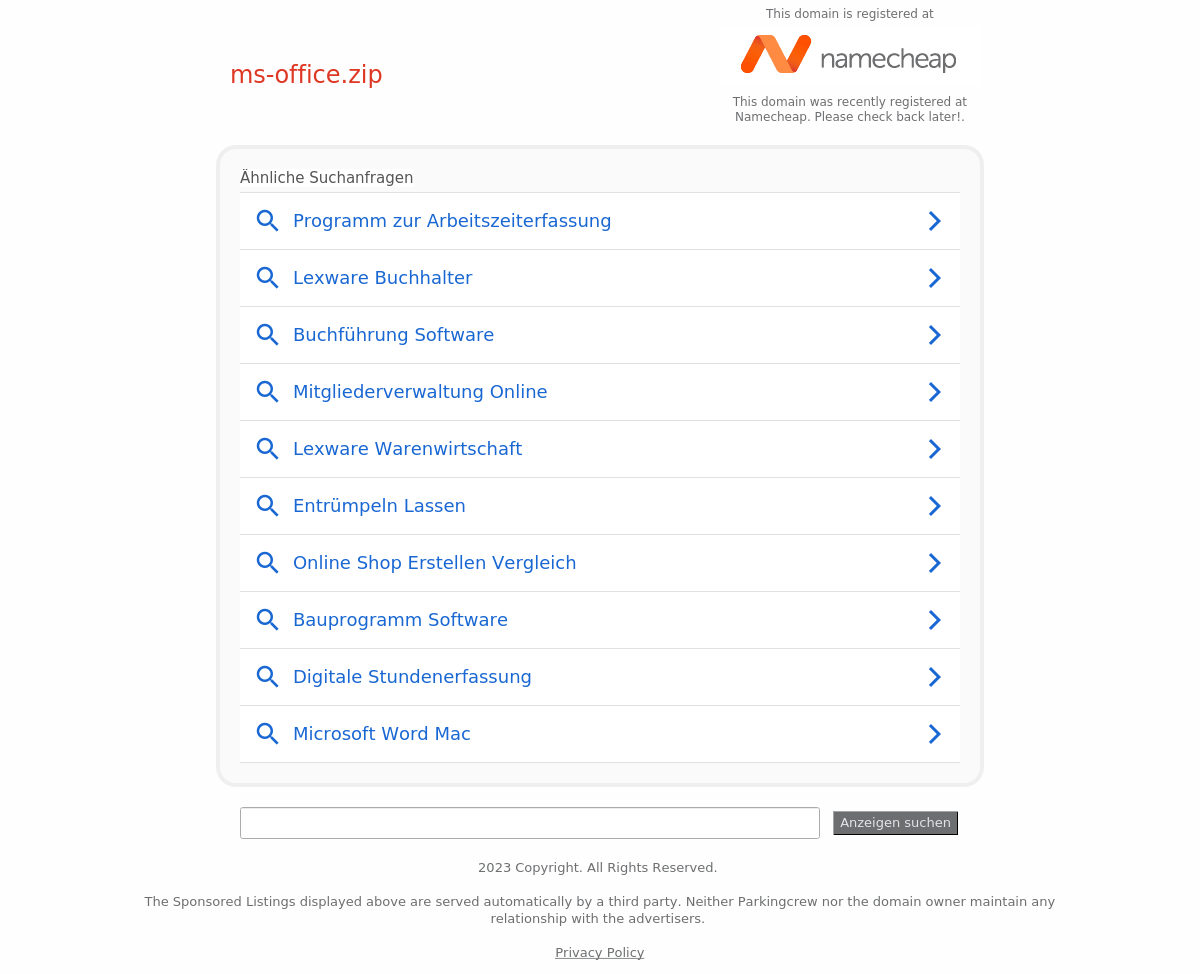 This domain is registered at
namecheap
ms-office.zip
This domain was recently registered at
Namecheap. Please check back later!.
Ähnliche Suchanfragen
Programm zur Arbeitszeiterfassung
Lexware Buchhalter
Buchführung Software
Mitgliederverwaltung Online
Lexware Warenwirtschaft
Entrümpeln Lassen
Online Shop Erstellen Vergleich
Bauprogramm Software
Digitale Stundenerfassung
Microsoft Word Mac
Anzeigen suchen
2023 Copyright. All Rights Reserved.
The Sponsored Listings displayed above are served automatically by a third party. Neither Parkingcrew nor the domain owner maintain any
relationship with the advertisers.
Privacy Policy